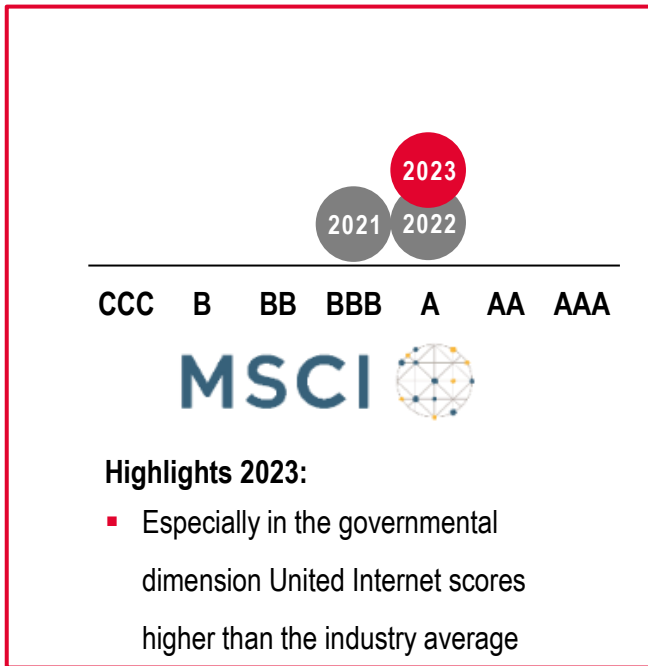 2023
2021 2022
CCC B BB BBB A AA AAA
MSCI
Highlights 2023:
▪ Especially in the governmental
dimension United Internet scores
higher than the industry average